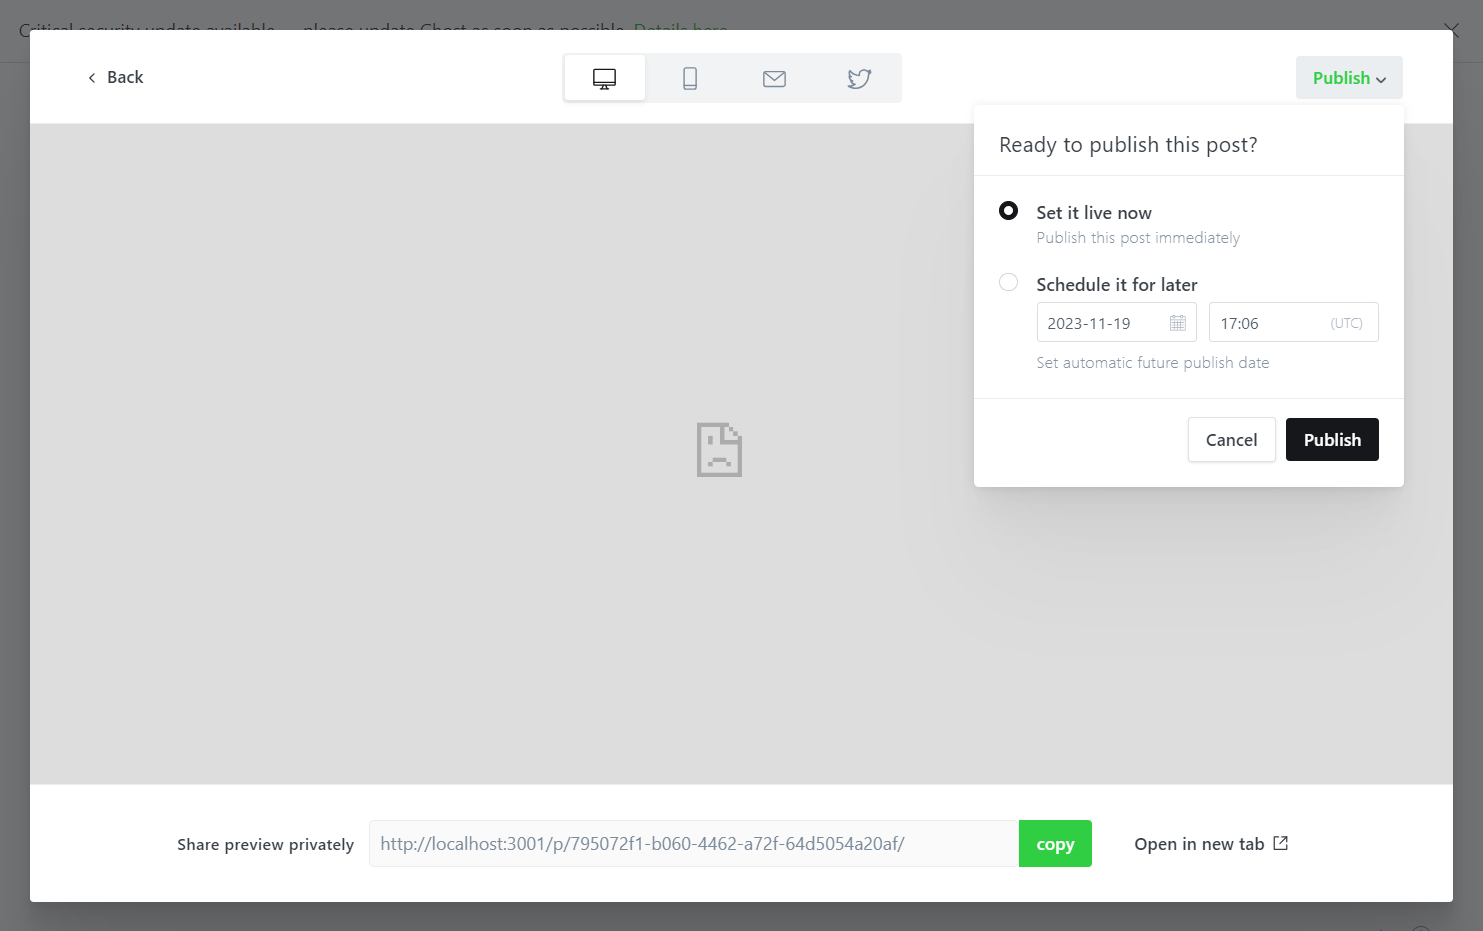 Critical security update available — please update Ghost as soon as possible. Details here
Back
Publish
Ready to publish this post?
Set it live now
Publish this post immediately
Schedule it for later
2023-11-19
17:06
(UTC)
Set automatic future publish date
Cancel
Publish
Share preview privately
http://localhost:3001/p/795072f1-b060-4462-a72f-64d5054a20af/
copy
Open in new tab